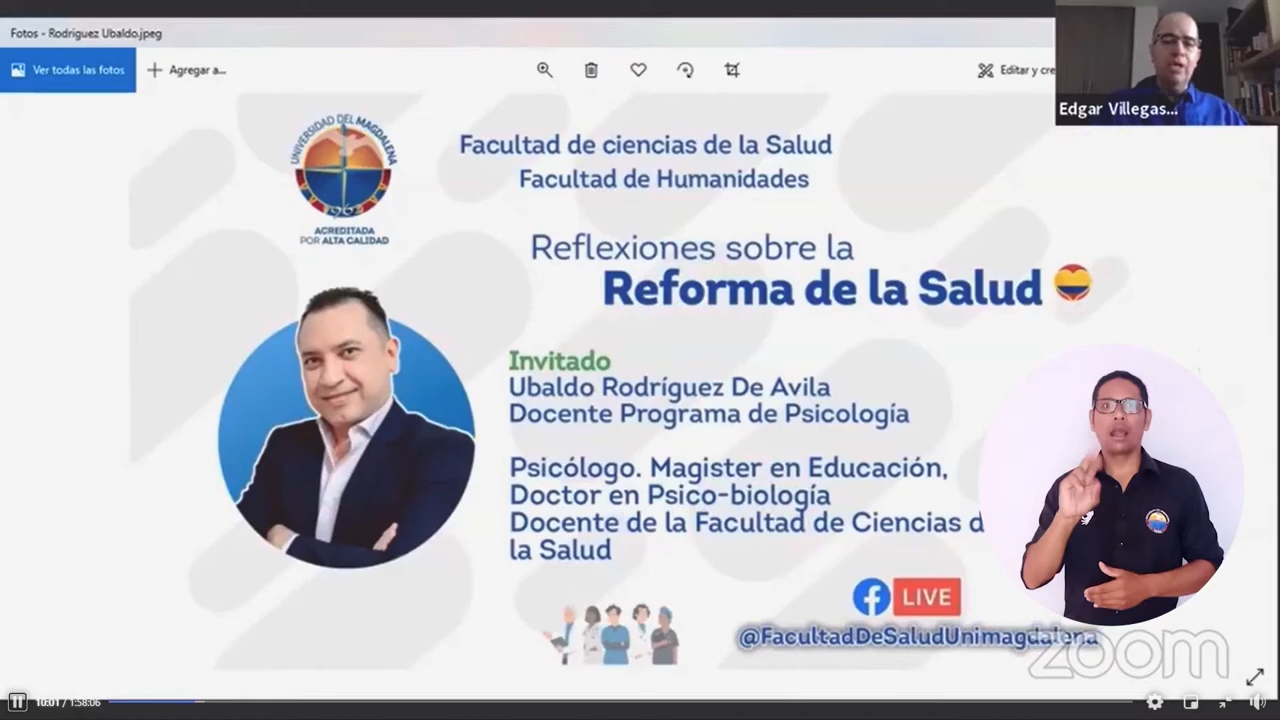 Fotos - Rodriguez Ubaldo.jpeg
Ver todas las fotos
Agregar a...
Editar y cre
Edgar Villegas...
UNIVERSIDAD DEL MAGDALENA
1962
ACREDITADA
POR ALTA CALIDAD
Facultad de ciencias de la Salud
Facultad de Humanidades
Reflexiones sobre la
Reforma de la Salud
Invitado
Ubaldo Rodríguez De Avila
Docente Programa de Psicología
Psicólogo. Magister en Educación,
Doctor en Psico-biología
Docente de la Facultad de Ciencias d
la Salud
LIVE
@FacultadDeSaludUnimagdalena
zoom
10:01 / 1:58:06